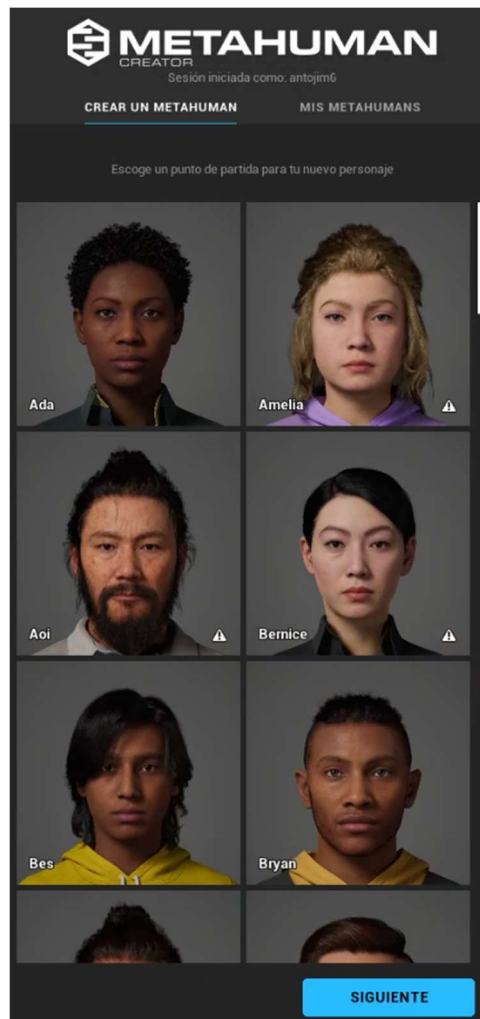 METAHUMAN
CREATOR
Sesión iniciada como: antojim6
CREAR UN METAHUMAN MIS METAHUMANS
Escoge un punto de partida para tu nuevo personaje
Ada Amelia
Aoi Bernice
Bes Bryan
SIGUIENTE